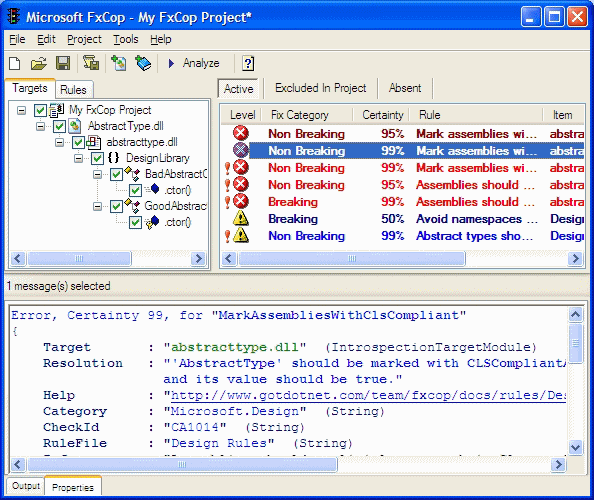 Microsoft FxCop - My FxCop Project*
File Edit Project Tools Help
Analyze
Targets Rules
My FxCop Project
AbstractType.dll
abstracttype.dll
DesignLibrary
BadAbstractC
.ctor()
GoodAbstrac
.ctor()
Active Excluded In Project Absent
Level Fix Category Certainty Rule Item
Non Breaking 95% Mark assemblies wi... abstra
Non Breaking 99% Mark assemblies wi... abstra
Non Breaking 99% Mark assemblies wi... abstra
Non Breaking 95% Assemblies should ... abstra
Breaking 99% Assemblies should ... abstra
Breaking 50% Avoid namespaces ... Desig
Non Breaking 99% Abstract types sho... Desig
1 message(s) selected
Error, Certainty 99, for "MarkAssembliesWithClsCompliant"
{
Target : "abstracttype.dll" (IntrospectionTargetModule)
Resolution : "'AbstractType' should be marked with CLSCompliantA
and its value should be true."
Help : "http://www.gotdotnet.com/team/fxcop/docs/rules/Des
Category : "Microsoft.Design" (String)
CheckId : "CA1014" (String)
RuleFile : "Design Rules" (String)
Output Properties